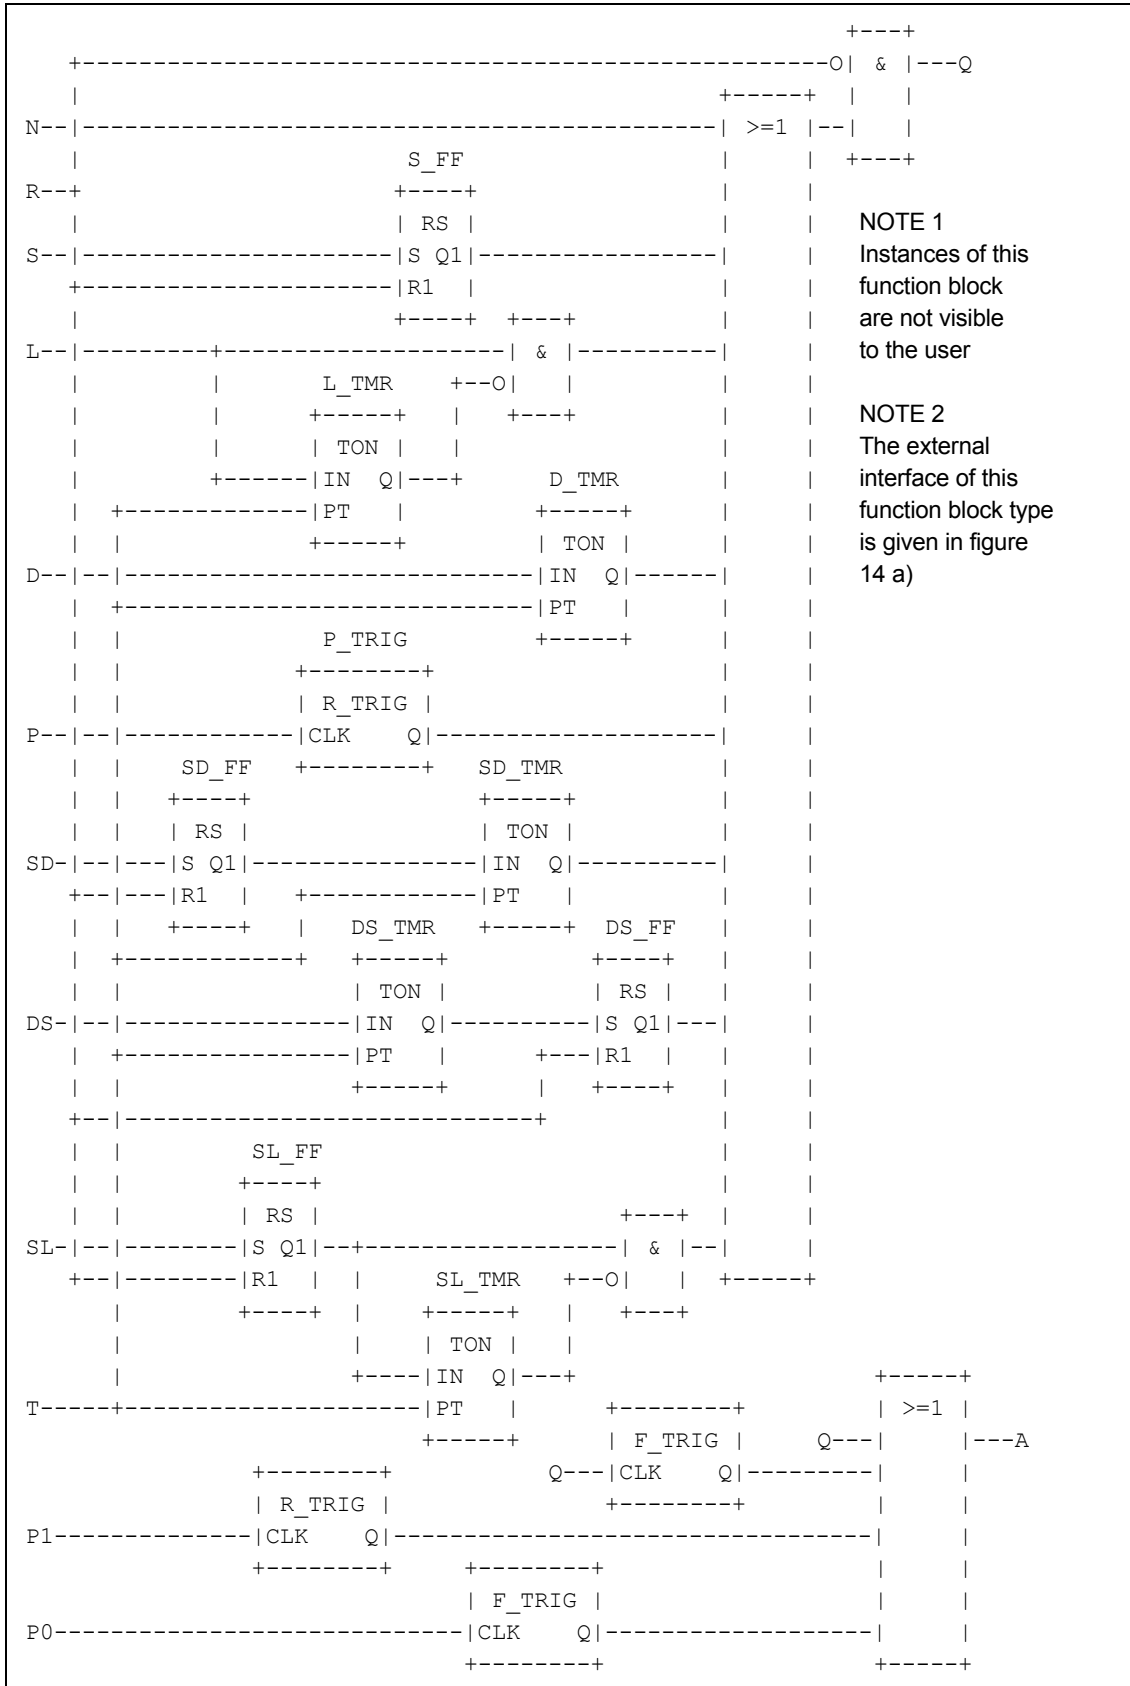 +---+
+-----------------------------------------------------O| & |---Q
| +-----+ | |
N--|---------------------------------------------| >=1 |--| |
| S_FF | | +---+
R--+ +----+ | |
| | RS | | | NOTE 1
S--|----------------------|S Q1|-----------------| | Instances of this
+----------------------|R1 | | | function block
| +----+ +---+ | | are not visible
L--|---------+--------------------| & |----------| | to the user
| | L_TMR +--O| | | |
| | +-----+ | +---+ | | NOTE 2
| | | TON | | | | The external
| +------|IN Q|---+ D_TMR | | interface of this
| +-------------|PT | +-----+ | | function block type
| | +-----+ | TON | | | is given in figure
D--|--|-----------------------------|IN Q|------| | 14 a)
| +-----------------------------|PT | | |
| | P_TRIG +-----+ | |
| | +--------+ | |
| | | R_TRIG | | |
P--|--|------------|CLK Q|--------------------| |
| | SD_FF +--------+ SD_TMR | |
| | +----+ +-----+ | |
| | | RS | | TON | | |
SD-|--|---|S Q1|----------------|IN Q|----------| |
+--|---|R1 | +------------|PT | | |
| | +----+ | DS_TMR +-----+ DS_FF | |
| +------------+ +-----+ +----+ | |
| | | TON | | RS | | |
DS-|--|----------------|IN Q|----------|S Q1|---| |
| +----------------|PT | +---|R1 | | |
| | +-----+ | +----+ | |
+--|-----------------------------+ | |
| | SL_FF | |
| | +----+ | |
| | | RS | +---+ | |
SL-|--|--------|S Q1|--+------------------| & |--| |
+--|--------|R1 | | SL_TMR +--O| | +-----+
| +----+ | +-----+ | +---+
| | | TON | |
| +----|IN Q|---+ +-----+
T-----+---------------------|PT | +--------+ | >=1 |
+-----+ | F_TRIG | Q---| |---A
+--------+ Q---|CLK Q|---------| |
| R_TRIG | +--------+ | |
P1--------------|CLK Q|----------------------------------| |
+--------+ +--------+ | |
| F_TRIG | | |
P0-----------------------------|CLK Q|-------------------| |
+--------+ +-----+